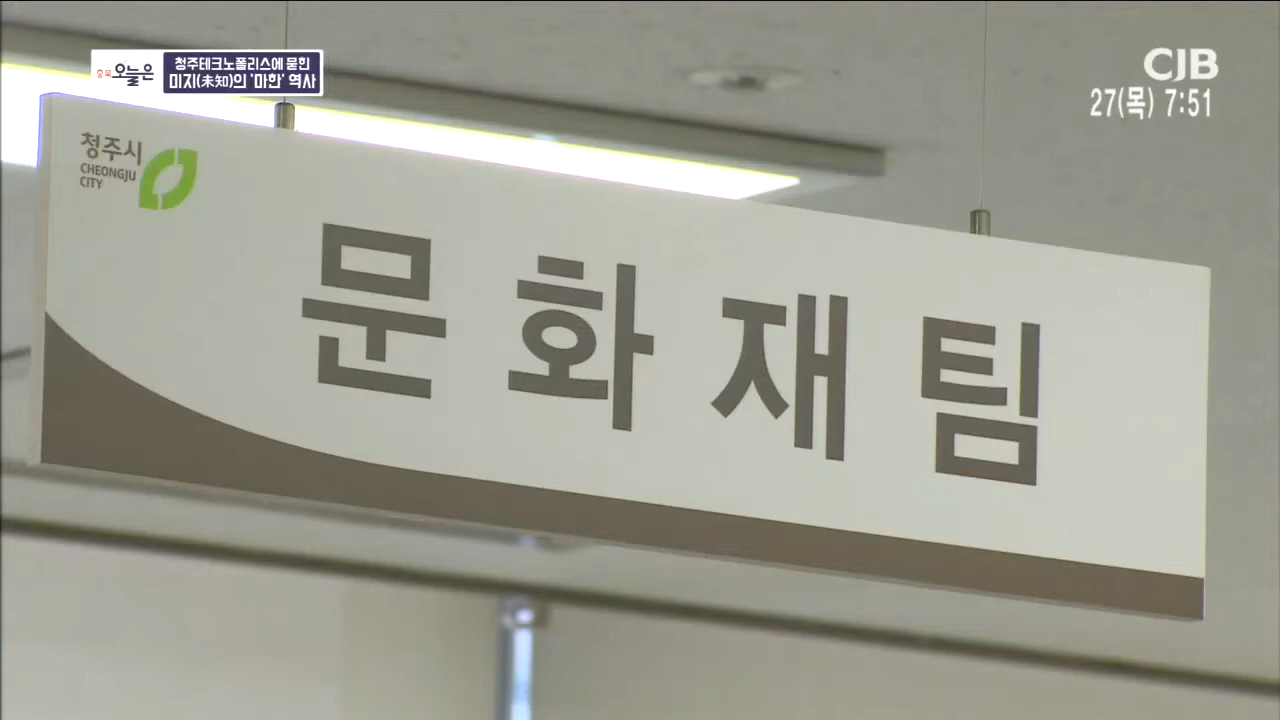 충북 오늘은
청주테크노폴리스에 묻힌
미지(未知)의 '마한' 역사
CJB
27(목) 7:51
청주시
CHEONGJU
CITY
문화재팀